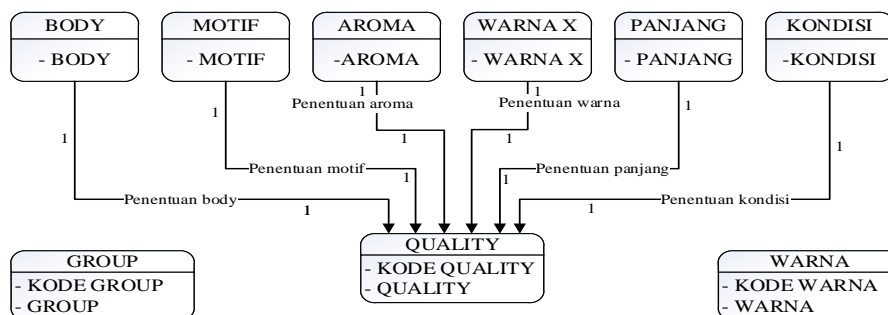 BODY
- BODY
MOTIF
- MOTIF
AROMA
-AROMA
WARNA X
- WARNA X
PANJANG
- PANJANG
KONDISI
-KONDISI
1
1
1
1
1
1
Penentuan aroma
Penentuan warna
1
1
Penentuan motif
1
1
Penentuan panjang
Penentuan body
1
1
Penentuan kondisi
QUALITY
- KODE QUALITY
- QUALITY
GROUP
- KODE GROUP
- GROUP
WARNA
- KODE WARNA
- WARNA